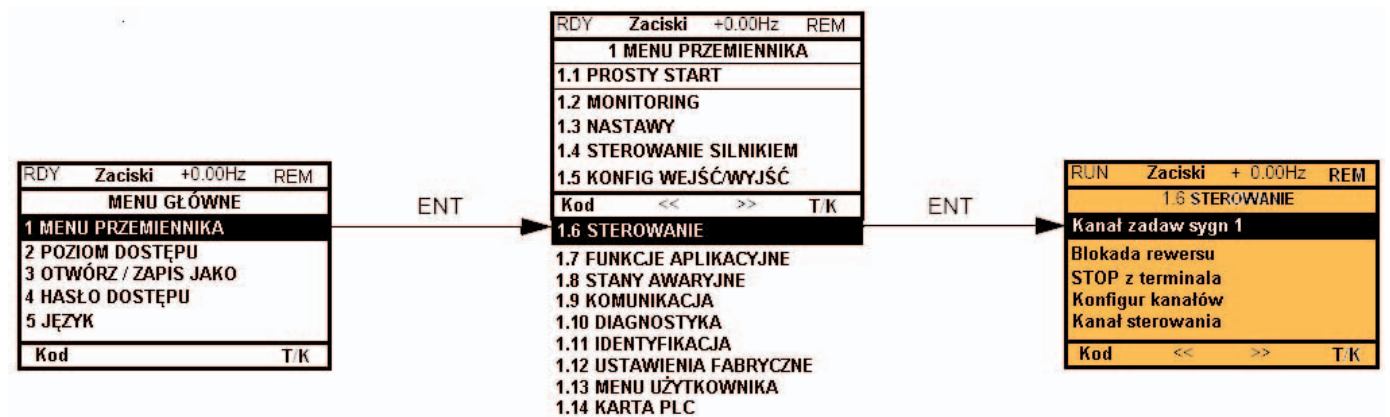 RDY Zaciski +0.00Hz REM
MENU GŁÓWNE
1 MENU PRZEMIENNIKA
2 POZIOM DOSTĘPU
3 OTWÓRZ / ZAPIS JAKO
4 HASŁO DOSTĘPU
5 JĘZYK
Kod T/K
ENT
RDY Zaciski +0.00Hz REM
1 MENU PRZEMIENNIKA
1.1 PROSTY START
1.2 MONITORING
1.3 NASTAWY
1.4 STEROWANIE SILNIKIEM
1.5 KONFIG WEJŚĆ/WYJŚĆ
Kod << >> T/K
1.6 STEROWANIE
1.7 FUNKCJE APLIKACYJNE
1.8 STANY AWARYJNE
1.9 KOMUNIKACJA
1.10 DIAGNOSTYKA
1.11 IDENTYFIKACJA
1.12 USTAWIENIA FABRYCZNE
1.13 MENU UŻYTKOWNIKA
1.14 KARTA PLC
ENT
RUN Zaciski + 0.00Hz REM
1.6 STEROWANIE
Kanał zadaw sygn 1
Blokada rewersu
STOP z terminala
Konfigur kanałów
Kanał sterowania
Kod << >> T/K